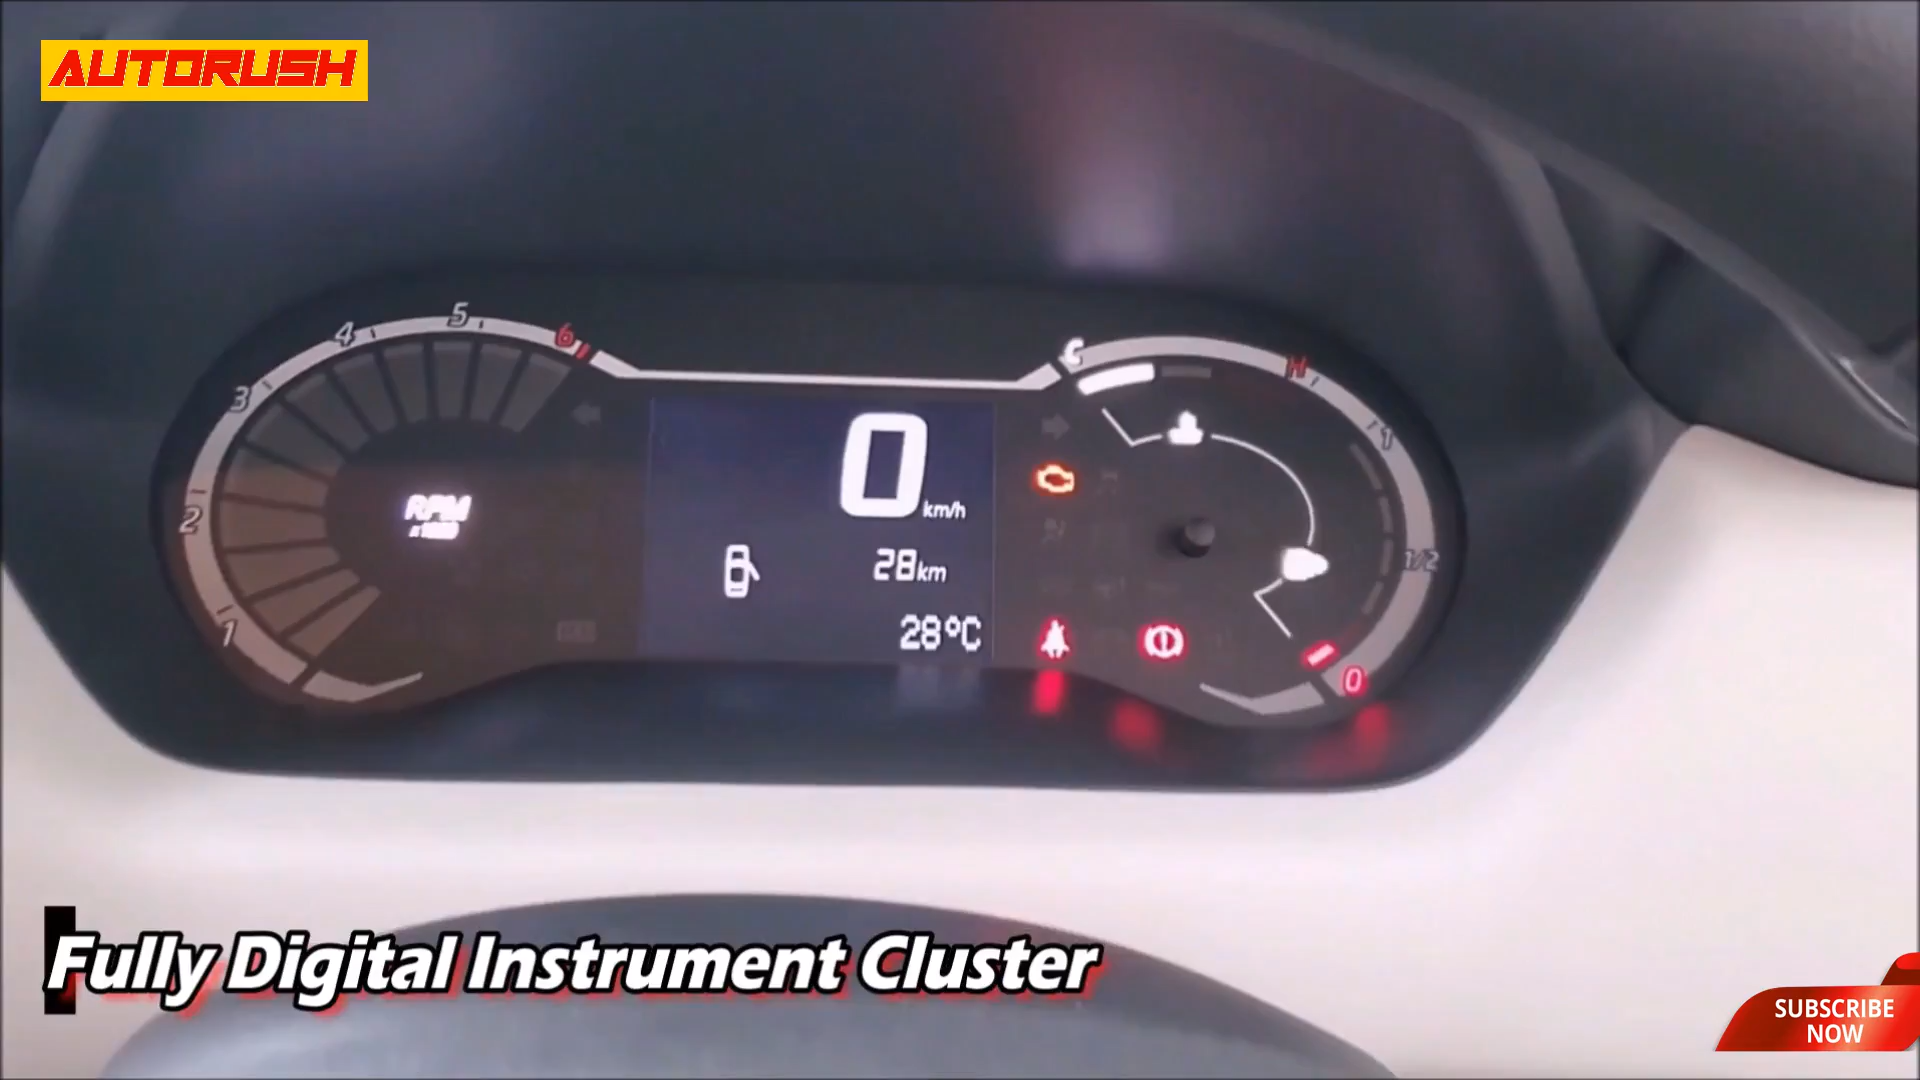 AUTORUSH
5
4
6
C
3
H
1
0
km/h
RPM
2
1/2
28km
28°C
1
0
Fully Digital Instrument Cluster
SUBSCRIBE
NOW